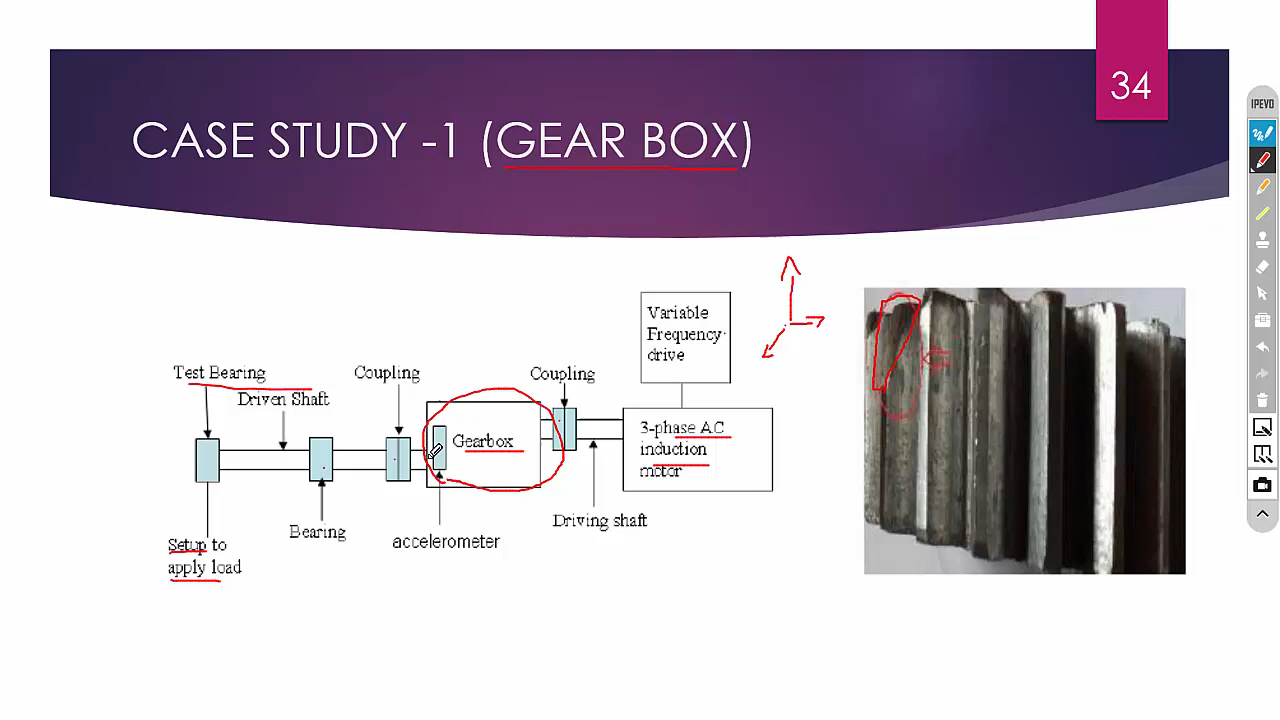 34
IPEVO
CASE STUDY -1 (GEAR BOX)
Variable
Frequency
drive
Test Bearing
Driven Shaft
Coupling
Coupling
3-phase AC
induction
motor
Gearbox
Driving shaft
Bearing
accelerometer
Setup to
apply load